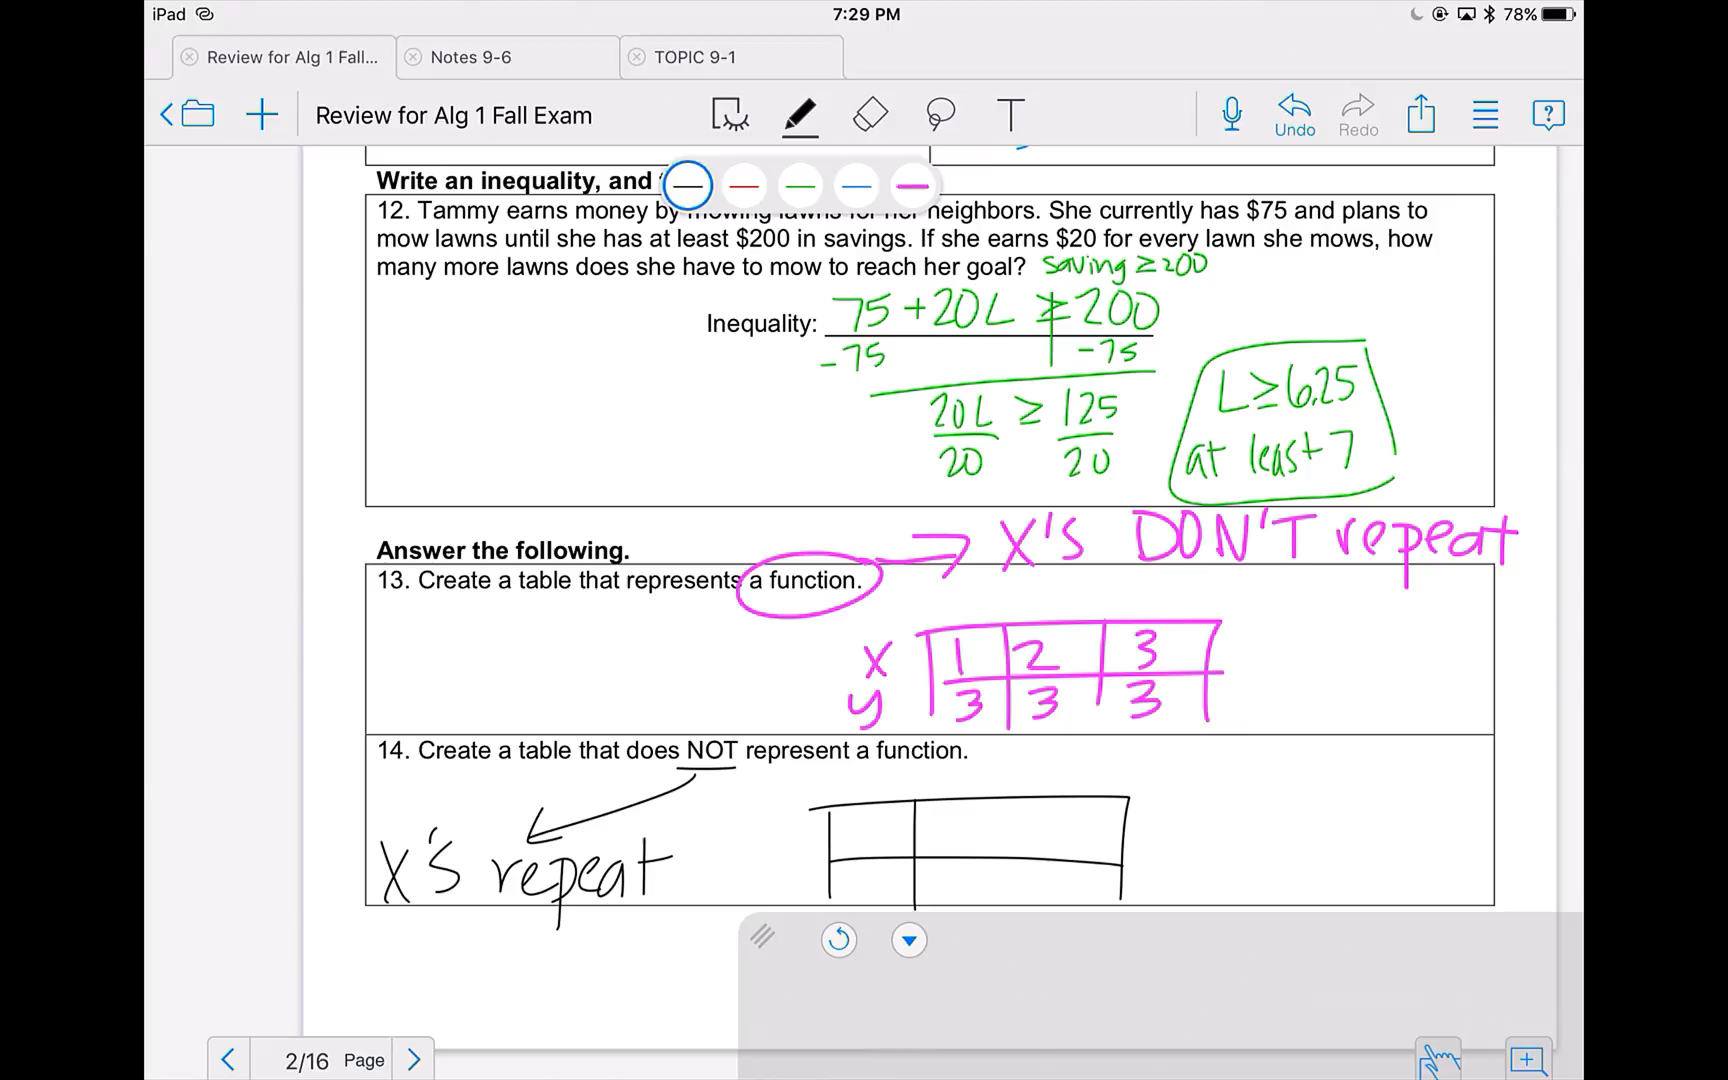 iPad 7:29 PM 78%
Review for Alg 1 Fall... Notes 9-6 TOPIC 9-1
Review for Alg 1 Fall Exam T Undo Redo
Write an inequality, and
12. Tammy earns money by mowing lawns for her neighbors. She currently has $75 and plans to
mow lawns until she has at least $200 in savings. If she earns $20 for every lawn she mows, how
many more lawns does she have to mow to reach her goal? saving ≥ 200
Inequality: 75 + 20L ≥ 200
-75 -75
20L ≥ 125
20 20
L ≥ 6.25
at least 7
X's DON'T repeat
Answer the following.
13. Create a table that represents a function.
x 1 2 3
y 3 3 3
14. Create a table that does NOT represent a function.
X's repeat
2/16 Page